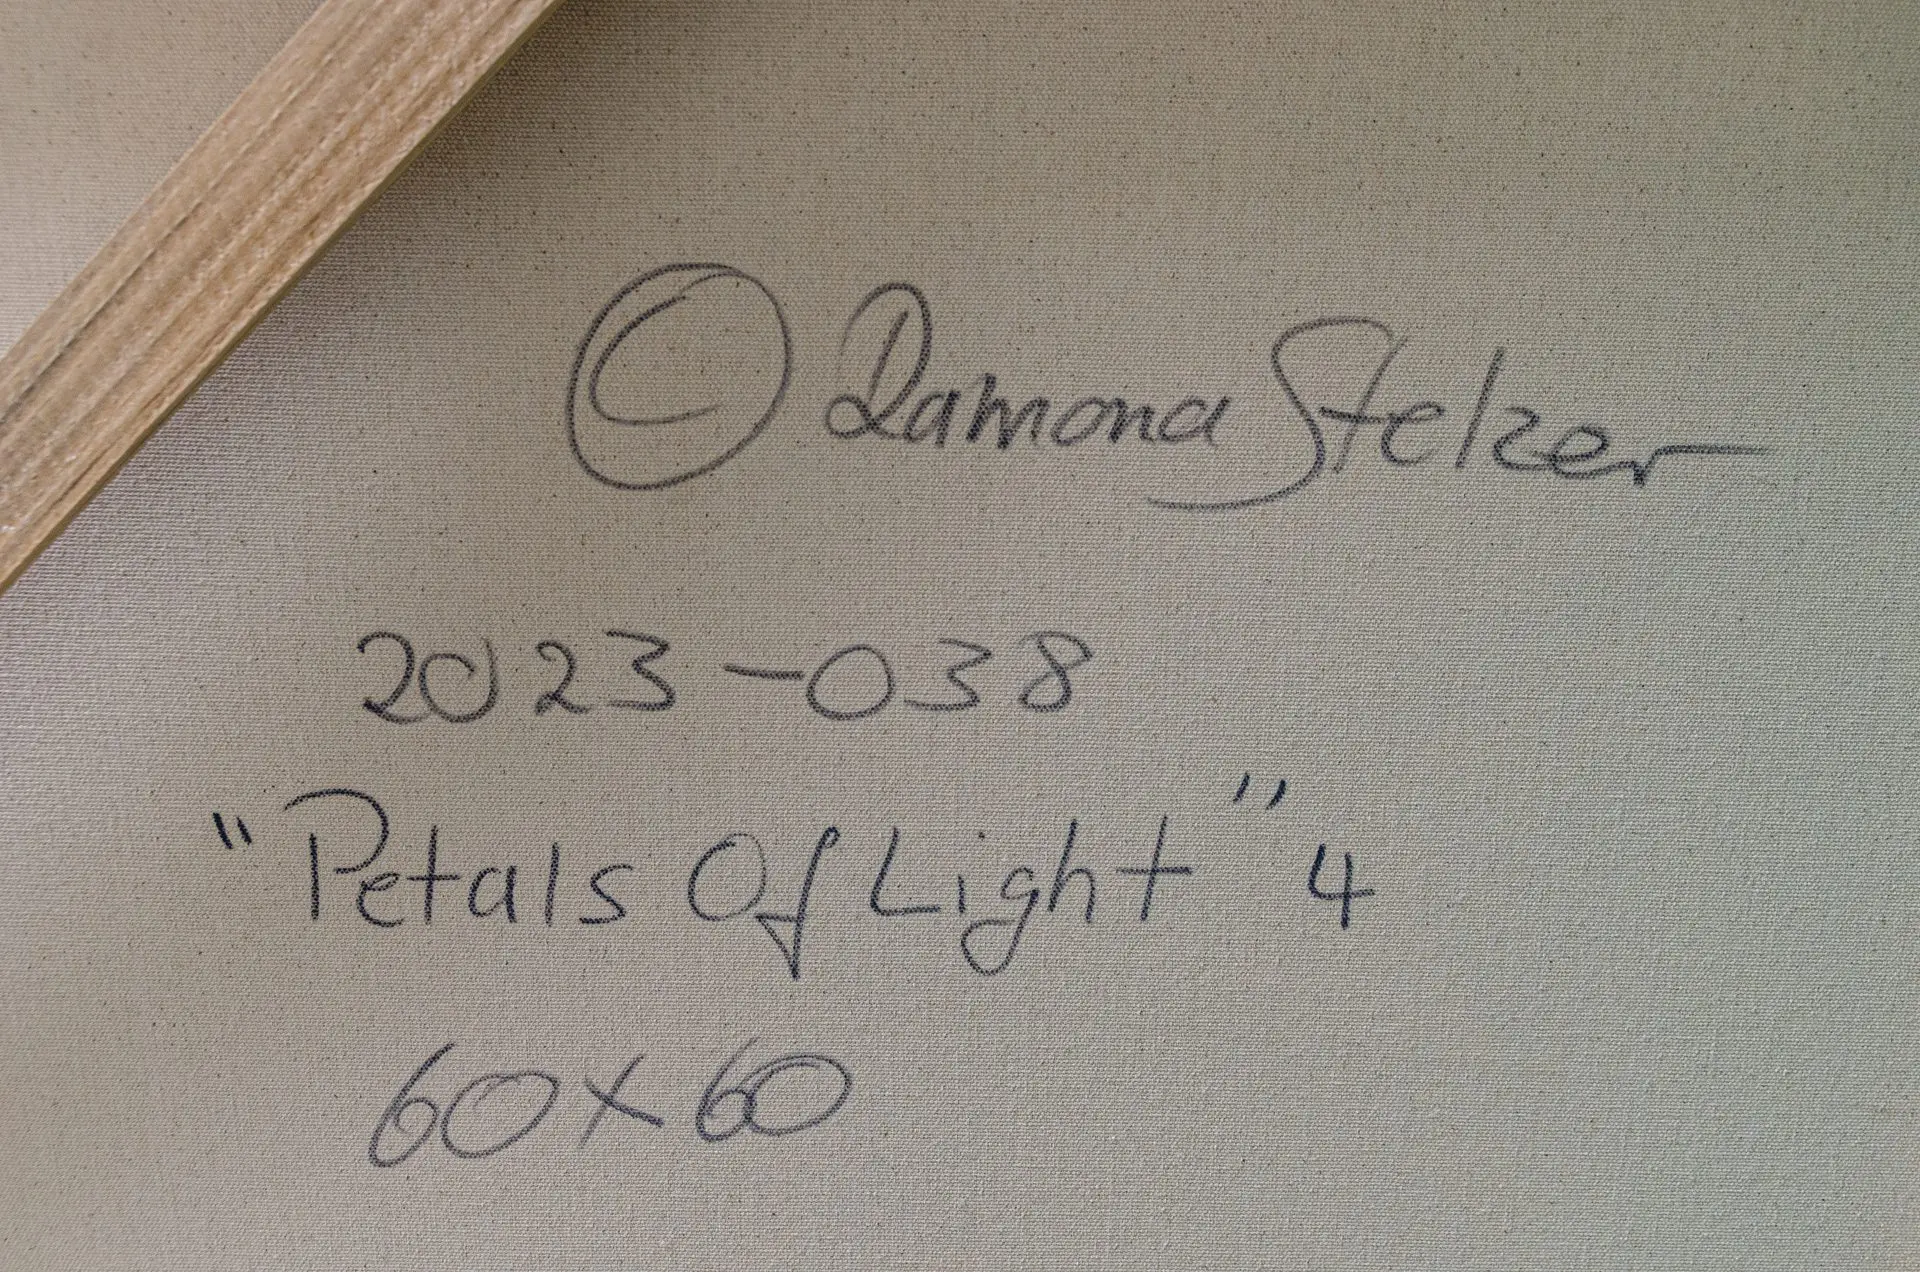 © Ramona Stelzer
2023-038
"Petals Of Light" 4
60x60